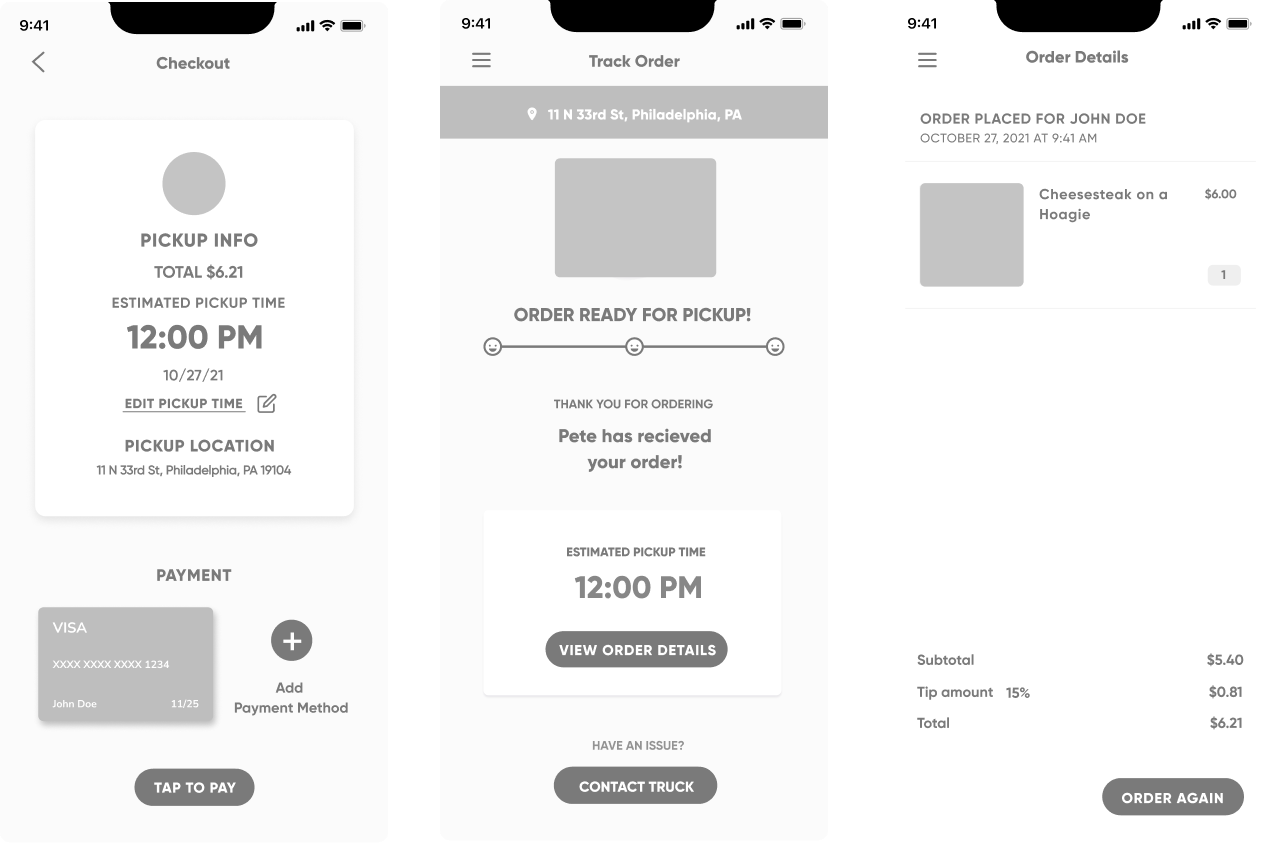 9:41
Checkout
PICKUP INFO
TOTAL $6.21
ESTIMATED PICKUP TIME
12:00 PM
10/27/21
EDIT PICKUP TIME
PICKUP LOCATION
11 N 33rd St, Philadelphia, PA 19104
PAYMENT
VISA
XXXX XXXX XXXX 1234
John Doe 11/25
Add
Payment Method
TAP TO PAY
9:41
Track Order
11 N 33rd St, Philadelphia, PA
ORDER READY FOR PICKUP!
THANK YOU FOR ORDERING
Pete has recieved
your order!
ESTIMATED PICKUP TIME
12:00 PM
VIEW ORDER DETAILS
HAVE AN ISSUE?
CONTACT TRUCK
9:41
Order Details
ORDER PLACED FOR JOHN DOE
OCTOBER 27, 2021 AT 9:41 AM
Cheesesteak on a $6.00
Hoagie
1
Subtotal $5.40
Tip amount 15% $0.81
Total $6.21
ORDER AGAIN